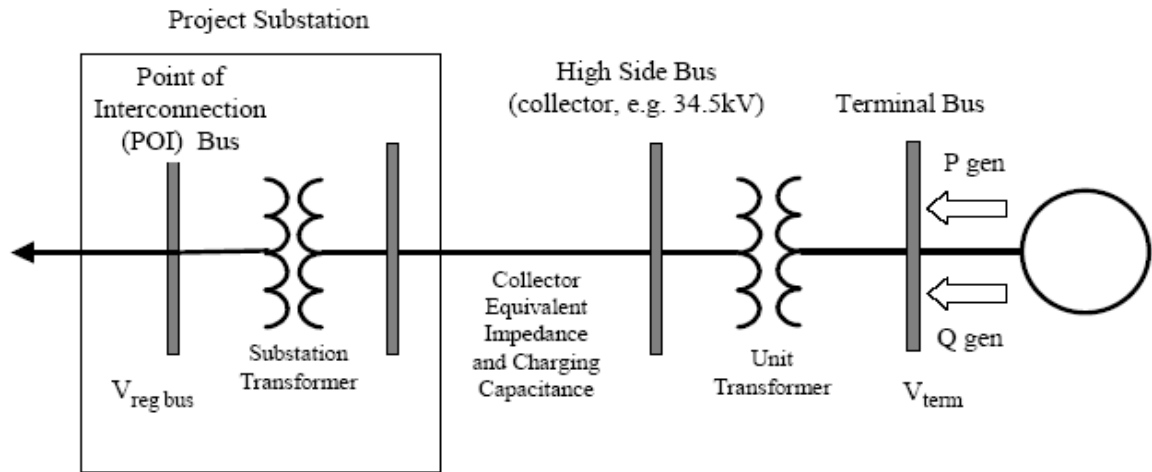 Project Substation
Point of
Interconnection
(POI) Bus
High Side Bus
(collector, e.g. 34.5kV)
Terminal Bus
P gen
Collector
Equivalent
Impedance
and Charging
Capacitance
Substation
Transformer
Unit
Transformer
Q gen
V reg bus
V term